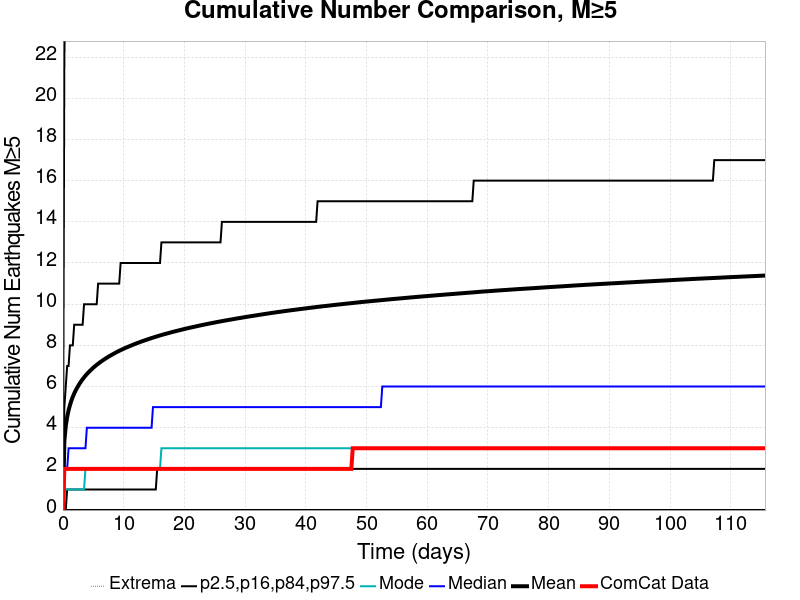 Cumulative Number Comparison, M≥5
Cumulative Num Earthquakes M≥5
22
20
18
16
14
12
10
8
6
4
2
0
0 10 20 30 40 50 60 70 80 90 100 110
Time (days)
Extrema p2.5,p16,p84,p97.5 Mode Median Mean ComCat Data